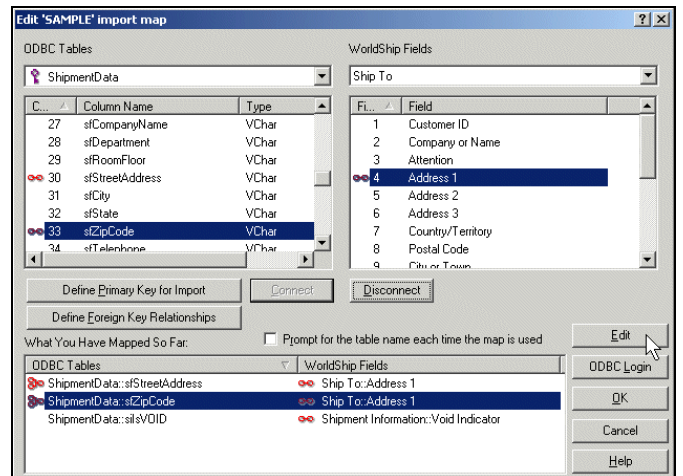 Edit 'SAMPLE' import map
ODBC Tables
WorldShip Fields
ShipmentData
Ship To
C... Column Name Type
27 sfCompanyName VChar
28 sfDepartment VChar
29 sfRoomFloor VChar
30 sfStreetAddress VChar
31 sfCity VChar
32 sfState VChar
33 sfZipCode VChar
34 sfTelephone VChar
Fi... Field
1 Customer ID
2 Company or Name
3 Attention
4 Address 1
5 Address 2
6 Address 3
7 Country/Territory
8 Postal Code
9 City or Town
Define Primary Key for Import
Connect
Disconnect
Define Foreign Key Relationships
What You Have Mapped So Far:
Prompt for the table name each time the map is used
ODBC Tables WorldShip Fields
ShipmentData::sfStreetAddress Ship To::Address 1
ShipmentData::sfZipCode Ship To::Address 1
ShipmentData::silsVOID Shipment Information::Void Indicator
Edit
ODBC Login
OK
Cancel
Help